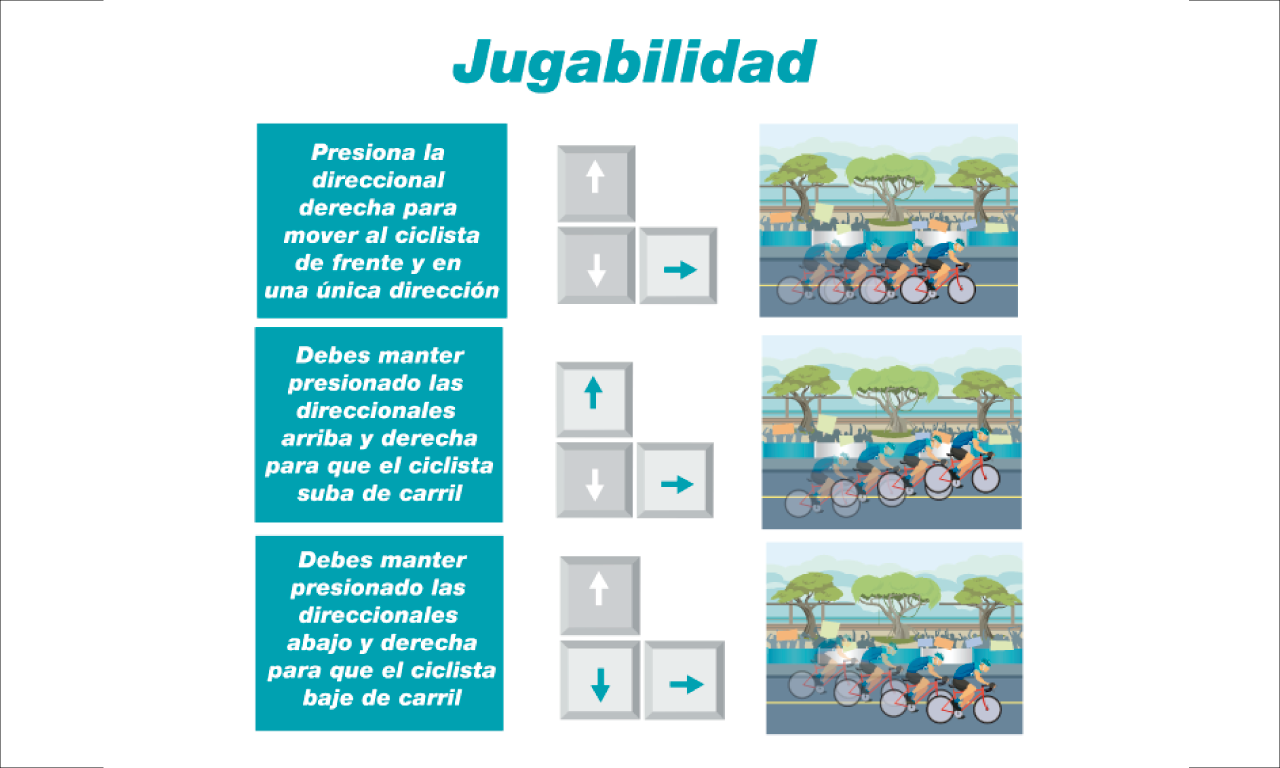 Jugabilidad
Presiona la
direccional
derecha para
mover al ciclista
de frente y en
una única dirección
Debes manter
presionado las
direccionales
arriba y derecha
para que el ciclista
suba de carril
Debes manter
presionado las
direccionales
abajo y derecha
para que el ciclista
baje de carril